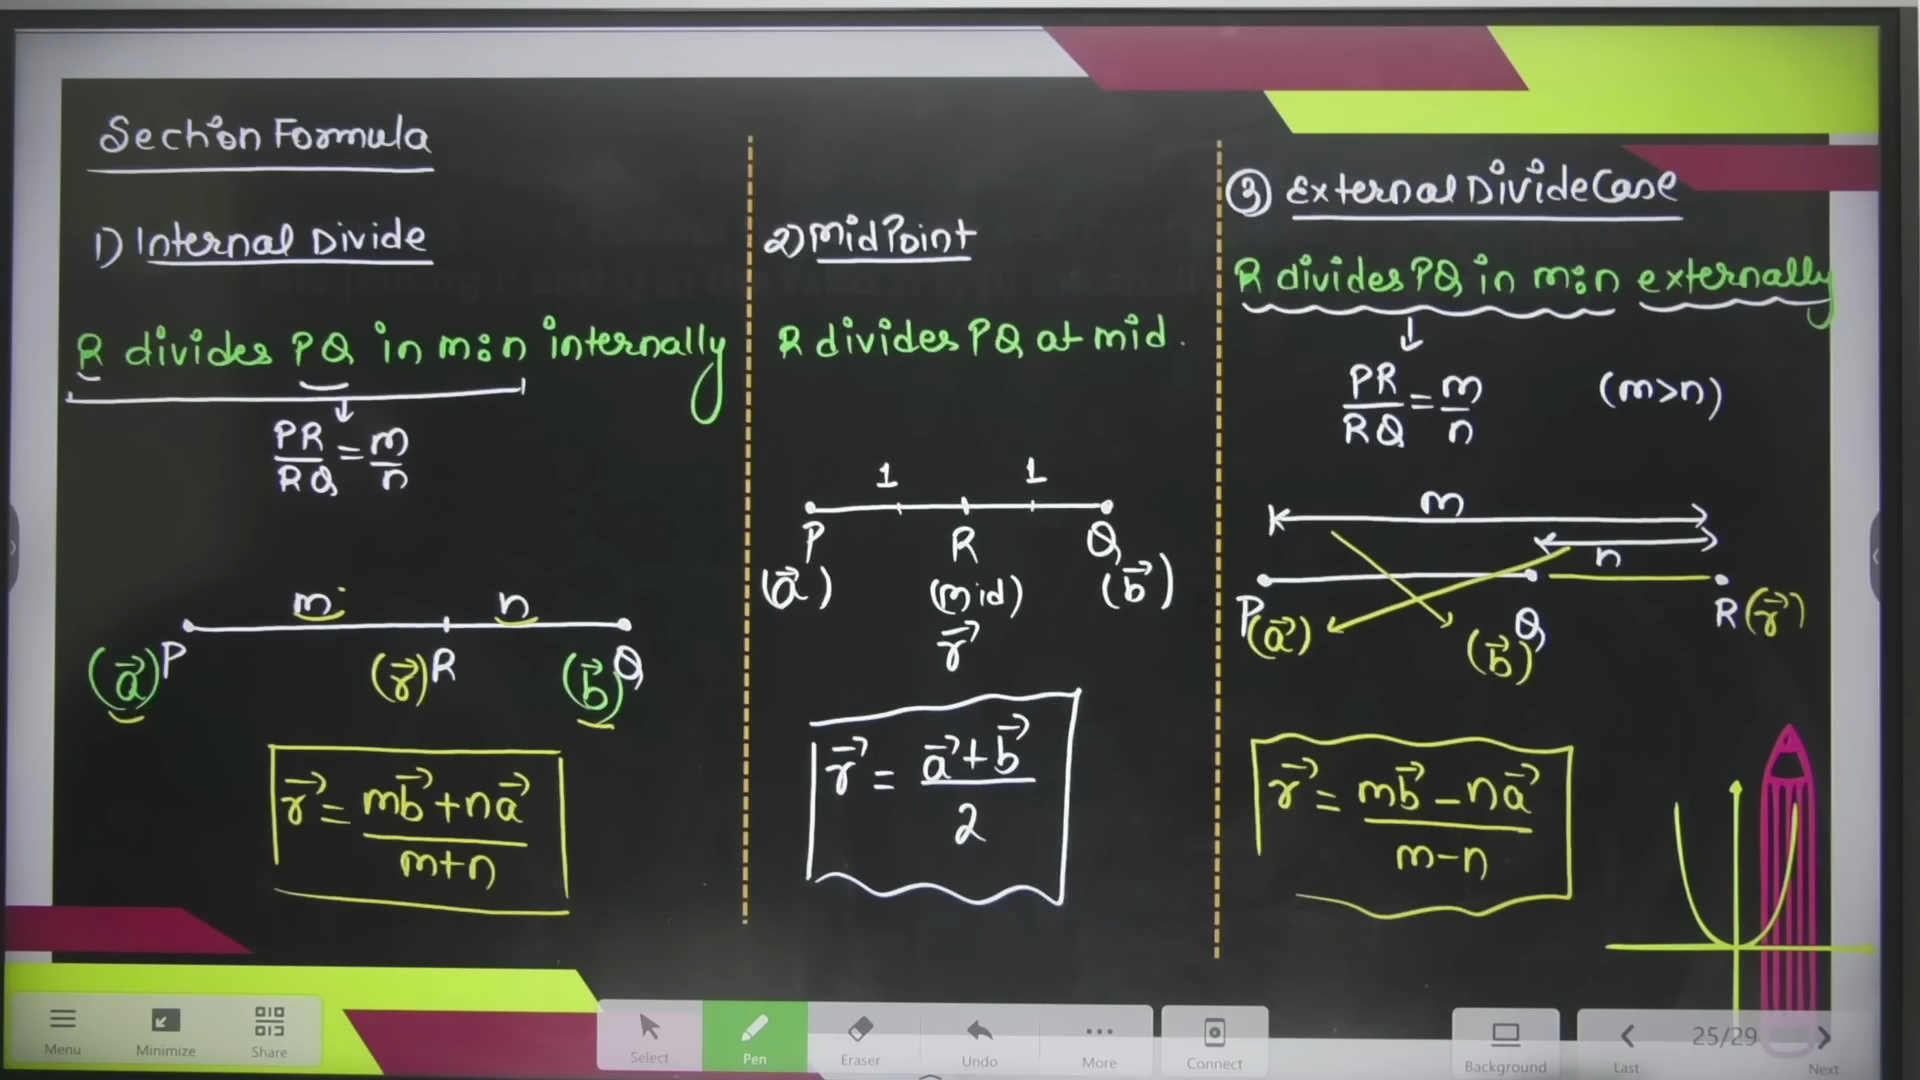 Section Formula
1) Internal Divide
R divides PQ in m:n internally
PR/RQ = m/n
m n
(a⃗) P (r⃗) R (b⃗) Q
r⃗ = (mb⃗ + na⃗)/(m+n)
2) MidPoint
R divides PQ at mid.
1 1
P R Q
(a⃗) (mid) (b⃗)
r⃗
r⃗ = (a⃗ + b⃗)/2
③ External Divide Case
R divides PQ in m:n externally
PR/RQ = m/n (m>n)
m
n
P Q R (r⃗)
(a⃗) (b⃗)
r⃗ = (mb⃗ - na⃗)/(m-n)
Menu Minimize Share Select Pen Eraser Undo More Connect Background Last 25/29 Next